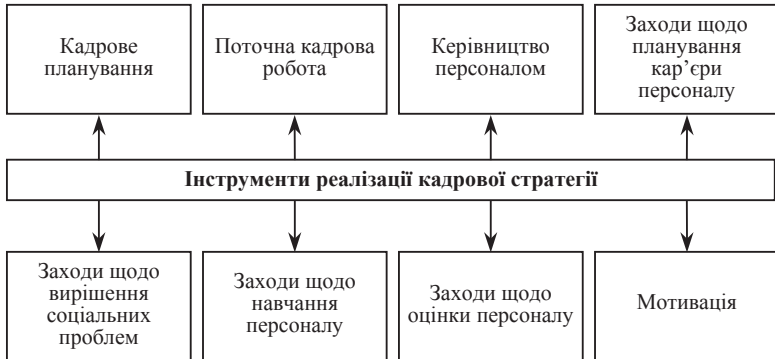 Кадрове
планування
Поточна кадрова
робота
Керівництво
персоналом
Заходи щодо
планування
кар’єри
персоналу
Інструменти реалізації кадрової стратегії
Заходи щодо
вирішення
соціальних
проблем
Заходи щодо
навчання
персоналу
Заходи щодо
оцінки персоналу
Мотивація